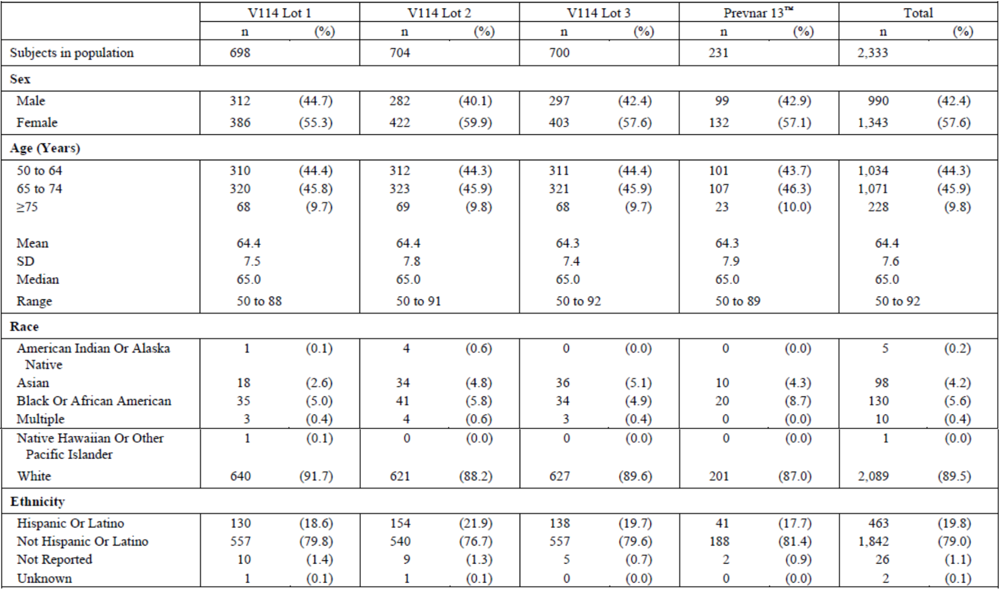 V114 Lot 1 V114 Lot 2 V114 Lot 3 Prevnar 13™ Total
n (%) n (%) n (%) n (%) n (%)
Subjects in population 698 704 700 231 2,333
Sex
Male 312 (44.7) 282 (40.1) 297 (42.4) 99 (42.9) 990 (42.4)
Female 386 (55.3) 422 (59.9) 403 (57.6) 132 (57.1) 1,343 (57.6)
Age (Years)
50 to 64 310 (44.4) 312 (44.3) 311 (44.4) 101 (43.7) 1,034 (44.3)
65 to 74 320 (45.8) 323 (45.9) 321 (45.9) 107 (46.3) 1,071 (45.9)
≥75 68 (9.7) 69 (9.8) 68 (9.7) 23 (10.0) 228 (9.8)
Mean 64.4 64.4 64.3 64.3 64.4
SD 7.5 7.8 7.4 7.9 7.6
Median 65.0 65.0 65.0 65.0 65.0
Range 50 to 88 50 to 91 50 to 92 50 to 89 50 to 92
Race
American Indian Or Alaska 1 (0.1) 4 (0.6) 0 (0.0) 0 (0.0) 5 (0.2)
Native
Asian 18 (2.6) 34 (4.8) 36 (5.1) 10 (4.3) 98 (4.2)
Black Or African American 35 (5.0) 41 (5.8) 34 (4.9) 20 (8.7) 130 (5.6)
Multiple 3 (0.4) 4 (0.6) 3 (0.4) 0 (0.0) 10 (0.4)
Native Hawaiian Or Other 1 (0.1) 0 (0.0) 0 (0.0) 0 (0.0) 1 (0.0)
Pacific Islander
White 640 (91.7) 621 (88.2) 627 (89.6) 201 (87.0) 2,089 (89.5)
Ethnicity
Hispanic Or Latino 130 (18.6) 154 (21.9) 138 (19.7) 41 (17.7) 463 (19.8)
Not Hispanic Or Latino 557 (79.8) 540 (76.7) 557 (79.6) 188 (81.4) 1,842 (79.0)
Not Reported 10 (1.4) 9 (1.3) 5 (0.7) 2 (0.9) 26 (1.1)
Unknown 1 (0.1) 1 (0.1) 0 (0.0) 0 (0.0) 2 (0.1)